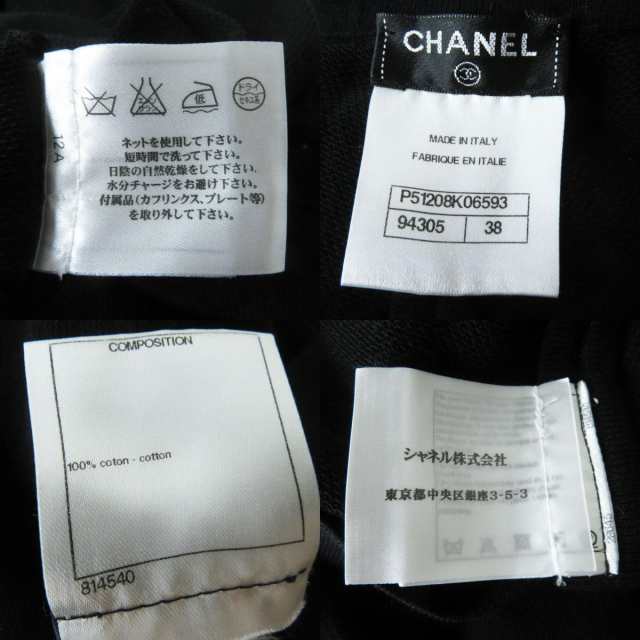 低
ドライ
セキユ系
12A
ネットを使用して下さい。
短時間で洗って下さい。
日陰の自然乾燥をして下さい。
水分チャージをお避け下さい。
付属品(カフリンクス,プレート等)
を取り外して下さい。
CHANEL
MADE IN ITALY
FABRIQUE EN ITALIE
P51208K06593
94305 38
COMPOSITION
100% coton - cotton
814540
シャネル株式会社
東京都中央区銀座3-5-3